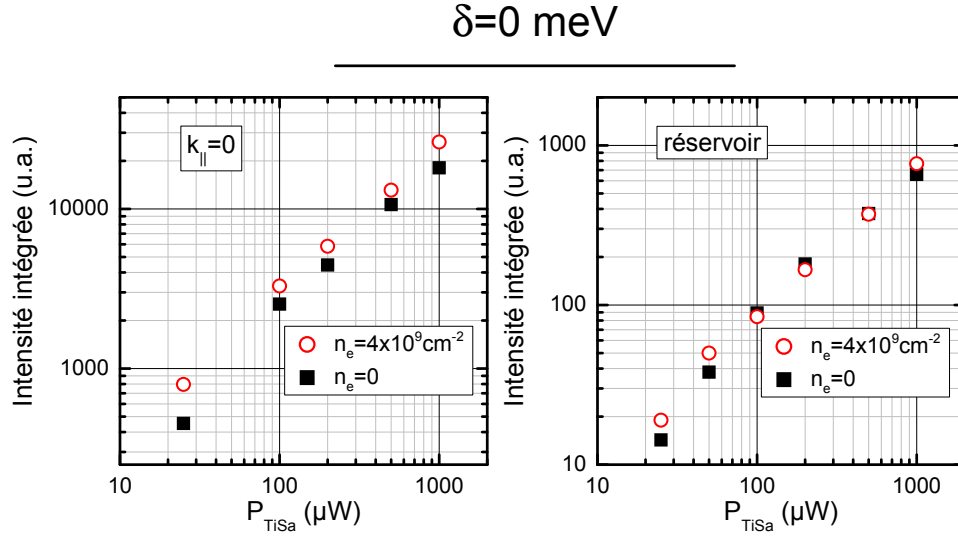 δ=0 meV
Intensité intégrée (u.a.)
10000
1000
k||=0
n_e=4x10^9cm^-2
n_e=0
10 100 1000
P_TiSa (µW)
Intensité intégrée (u.a.)
1000
100
10
réservoir
n_e=4x10^9cm^-2
n_e=0
10 100 1000
P_TiSa (µW)